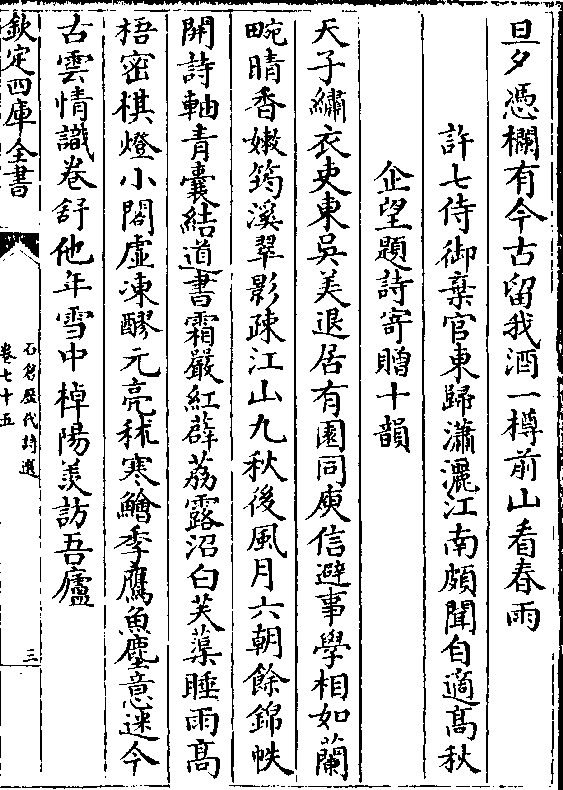 旦夕憑欄有今古留我酒一樽前山看春雨
許七侍御棄官東歸瀟灑江南頗聞自適高秋
企望題詩寄贈十韻
天子繡衣吏東吳美退居有園同庾信避事學相如蘭
畹晴香嫩筠溪翠影疎江山九秋後風月六朝餘錦帙
開詩軸青囊結道書霜嚴紅薜荔露沼白芙蕖睡雨高
梧密棋燈小閣虛凍醪元亮秫寒鱠季鷹魚塵意迷今
古雲情識卷舒他年雪中棹陽羨訪吾廬
欽定四庫全書
石倉歷代詩選
卷七十五
三